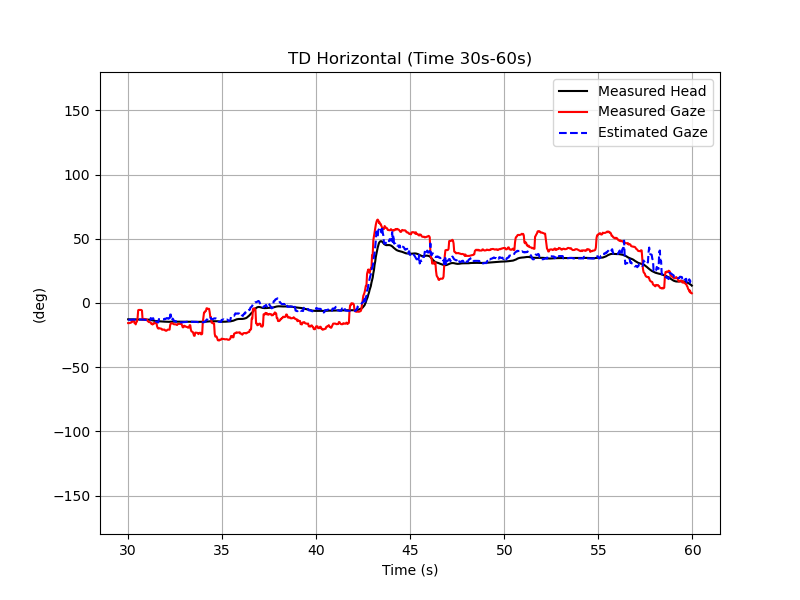 TD Horizontal (Time 30s-60s)
Measured Head
Measured Gaze
Estimated Gaze
150
100
50
0
−50
−100
−150
(deg)
30 35 40 45 50 55 60
Time (s)